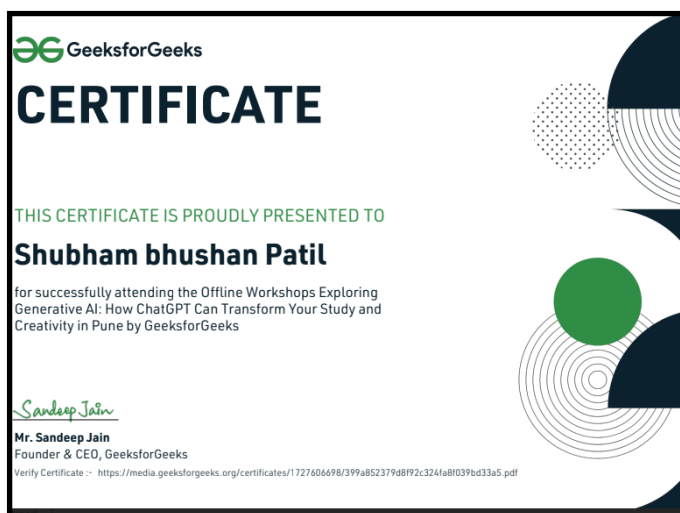 GeeksforGeeks
CERTIFICATE
THIS CERTIFICATE IS PROUDLY PRESENTED TO
Shubham bhushan Patil
for successfully attending the Offline Workshops Exploring
Generative AI: How ChatGPT Can Transform Your Study and
Creativity in Pune by GeeksforGeeks
Sandeep Jain
Mr. Sandeep Jain
Founder & CEO, GeeksforGeeks
Verify Certificate :- https://media.geeksforgeeks.org/certificates/1727606698/399a852379d8f92c324fa8f039bd33a5.pdf